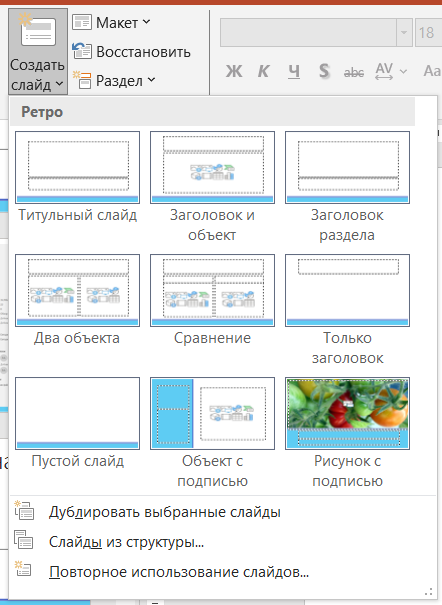 Создать
слайд
Макет
Восстановить
Раздел
18
Ж К Ч S abc AV Aa
Ретро
Титульный слайд
Заголовок и
объект
Заголовок
раздела
Два объекта
Сравнение
Только
заголовок
Пустой слайд
Объект с
подписью
Рисунок с
подписью
Дублировать выбранные слайды
Слайды из структуры...
Повторное использование слайдов...